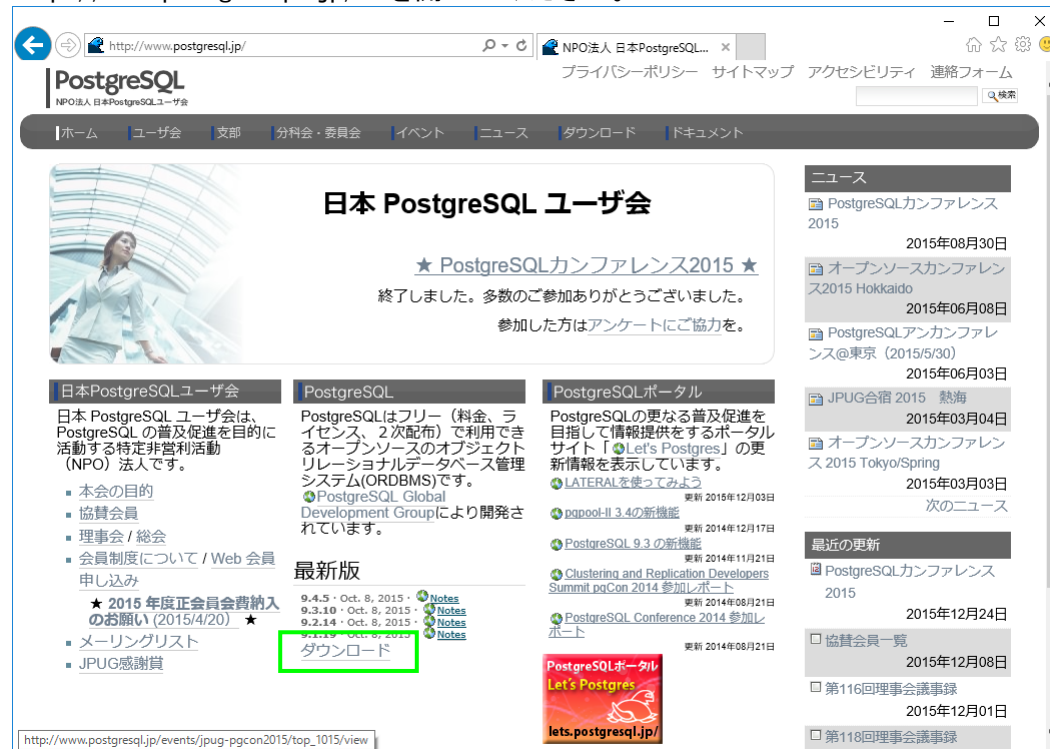 http://www.postgresql.jp/
NPO法人 日本PostgreSQL...
プライバシーポリシー サイトマップ アクセシビリティ 連絡フォーム
PostgreSQL
NPO法人 日本PostgreSQLユーザ会
検索
ホーム ユーザ会 支部 分科会・委員会 イベント ニュース ダウンロード ドキュメント
日本 PostgreSQL ユーザ会
★ PostgreSQLカンファレンス2015 ★
終了しました。多数のご参加ありがとうございました。
参加した方はアンケートにご協力を。
日本PostgreSQLユーザ会
日本 PostgreSQL ユーザ会は、
PostgreSQL の普及促進を目的に
活動する特定非営利活動
（NPO）法人です。
本会の目的
協賛会員
理事会 / 総会
会員制度について / Web 会員
申し込み
★ 2015 年度正会員会費納入
のお願い (2015/4/20) ★
メーリングリスト
JPUG感謝賞
PostgreSQL
PostgreSQLはフリー（料金、ラ
イセンス、２次配布）で利用でき
るオープンソースのオブジェクト
リレーショナルデータベース管理
システム(ORDBMS)です。
PostgreSQL Global
Development Groupにより開発さ
れています。
最新版
9.4.5 · Oct. 8, 2015 · Notes
9.3.10 · Oct. 8, 2015 · Notes
9.2.14 · Oct. 8, 2015 · Notes
9.1.19 · Oct. 8, 2015 · Notes
ダウンロード
PostgreSQLポータル
PostgreSQLの更なる普及促進を
目指して情報提供をするポータル
サイト「Let's Postgres」の更
新情報を表示しています。
LATERALを使ってみよう
更新 2015年12月03日
pgpool-II 3.4の新機能
更新 2014年12月17日
PostgreSQL 9.3 の新機能
更新 2014年11月21日
Clustering and Replication Developers
Summit pgCon 2014 参加レポート
更新 2014年08月21日
PostgreSQL Conference 2014 参加レ
ポート
更新 2014年08月21日
PostgreSQLポータル
Let's Postgres
lets.postgresql.jp/
ニュース
PostgreSQLカンファレンス
2015
2015年08月30日
オープンソースカンファレン
ス2015 Hokkaido
2015年06月08日
PostgreSQLアンカンファレ
ンス@東京（2015/5/30）
2015年06月03日
JPUG合宿 2015 熱海
2015年03月04日
オープンソースカンファレン
ス 2015 Tokyo/Spring
2015年03月03日
次のニュース
最近の更新
PostgreSQLカンファレンス
2015
2015年12月24日
協賛会員一覧
2015年12月08日
第116回理事会議事録
2015年12月01日
第118回理事会議事録
http://www.postgresql.jp/events/jpug-pgcon2015/top_1015/view